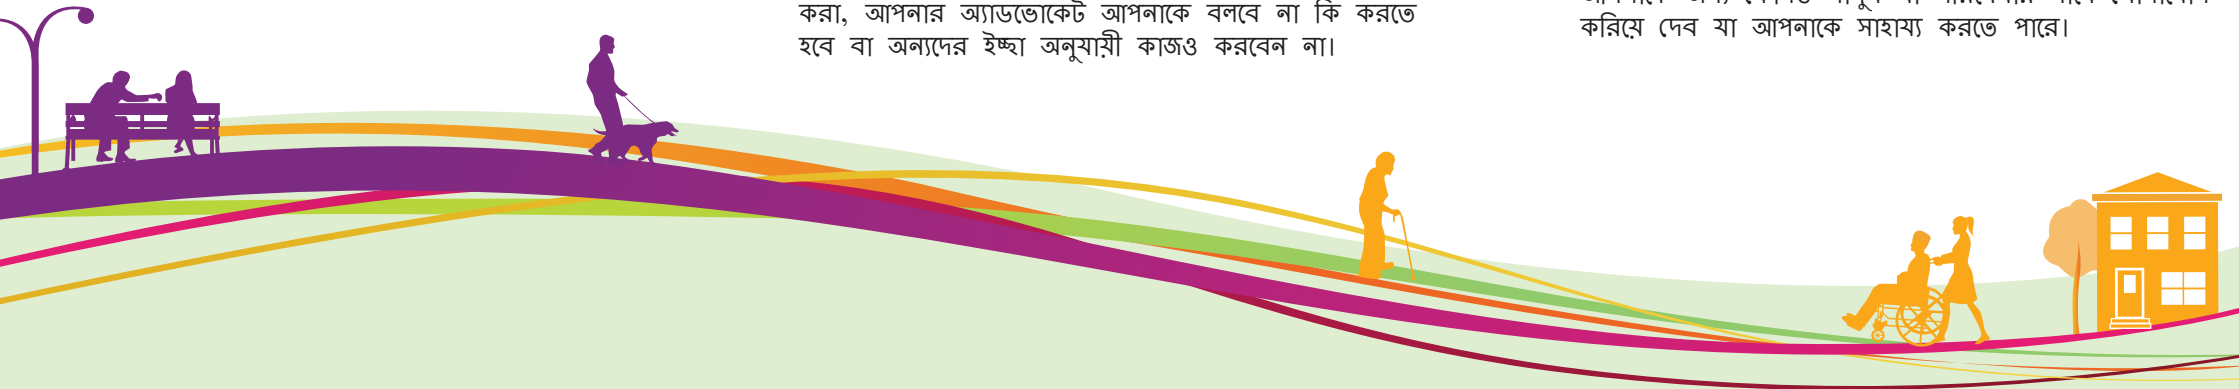 করা, আপনার অ্যাডভোকেট আপনাকে বলবে না কি করতে
হবে বা অন্যদের ইচ্ছা অনুযায়ী কাজও করবেন না।
করিয়ে দেব যা আপনাকে সাহায্য করতে পারে।